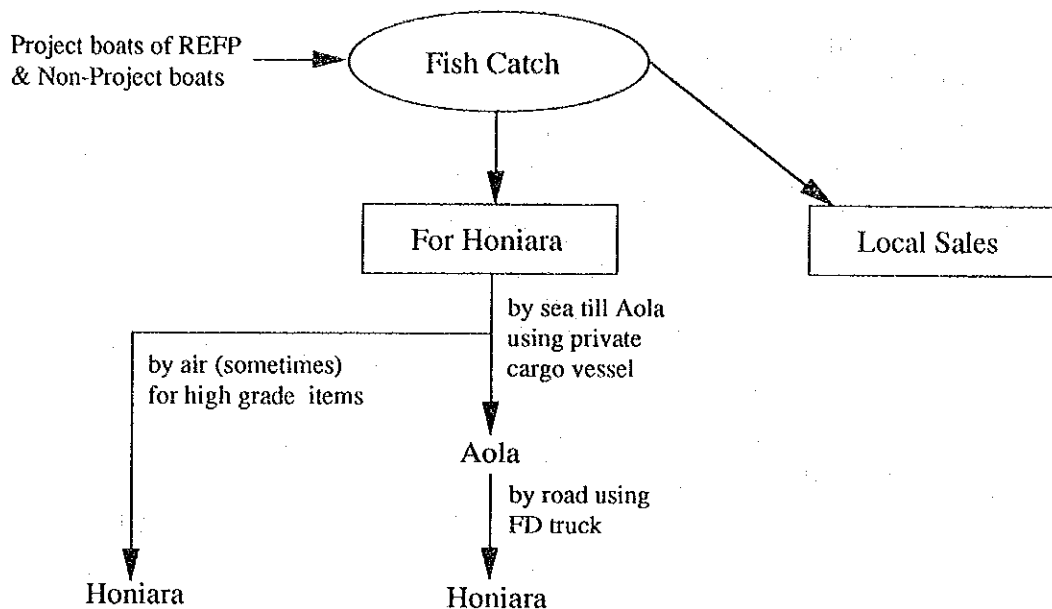 Project boats of REFP
& Non-Project boats
Fish Catch
For Honiara
Local Sales
by sea till Aola
using private
cargo vessel
by air (sometimes)
for high grade items
Aola
by road using
FD truck
Honiara
Honiara